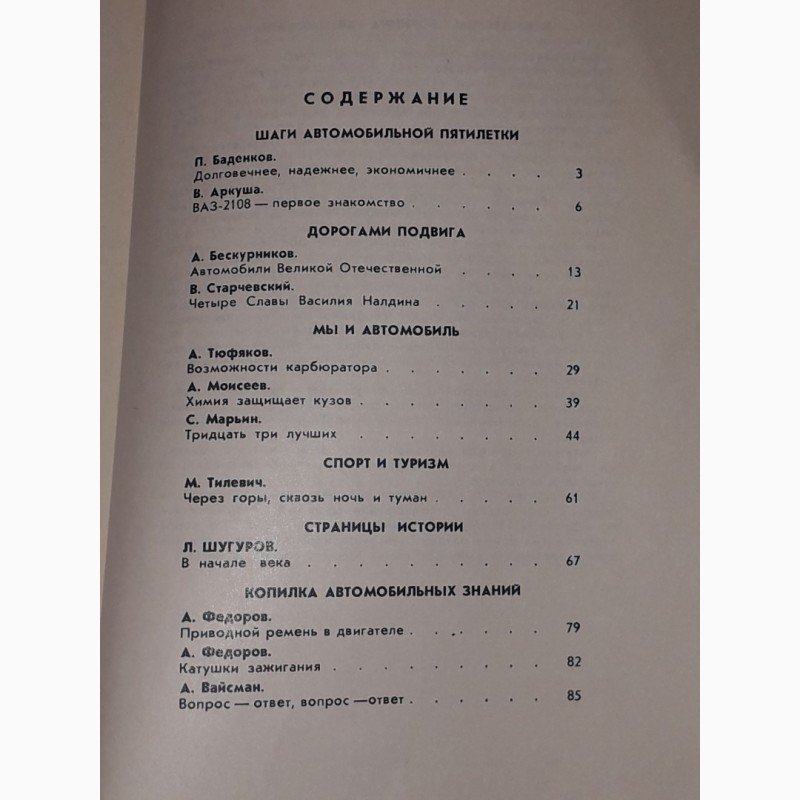 СОДЕРЖАНИЕ
ШАГИ АВТОМОБИЛЬНОЙ ПЯТИЛЕТКИ
П. Баденков.
Долговечнее, надежнее, экономичнее . . . . 3
В. Аркуша.
ВАЗ-2108 — первое знакомство . . . . . . 6
ДОРОГАМИ ПОДВИГА
А. Бескурников.
Автомобили Великой Отечественной . . . . 13
В. Старчевский.
Четыре Славы Василия Налдина . . . . . 21
МЫ И АВТОМОБИЛЬ
А. Тюфяков.
Возможности карбюратора . . . . . . . 29
А. Моисеев.
Химия защищает кузов . . . . . . . . 39
С. Марьин.
Тридцать три лучших . . . . . . . . 44
СПОРТ И ТУРИЗМ
М. Тилевич.
Через горы, сквозь ночь и туман . . . . . 61
СТРАНИЦЫ ИСТОРИИ
Л. ШУГУРОВ.
В начале века . . . . . . . . . . 67
КОПИЛКА АВТОМОБИЛЬНЫХ ЗНАНИЙ
А. Федоров.
Приводной ремень в двигателе . . . . . . 79
А. Федоров.
Катушки зажигания . . . . . . . . . 82
А. Вайсман.
Вопрос — ответ, вопрос —ответ . . . . . . 85